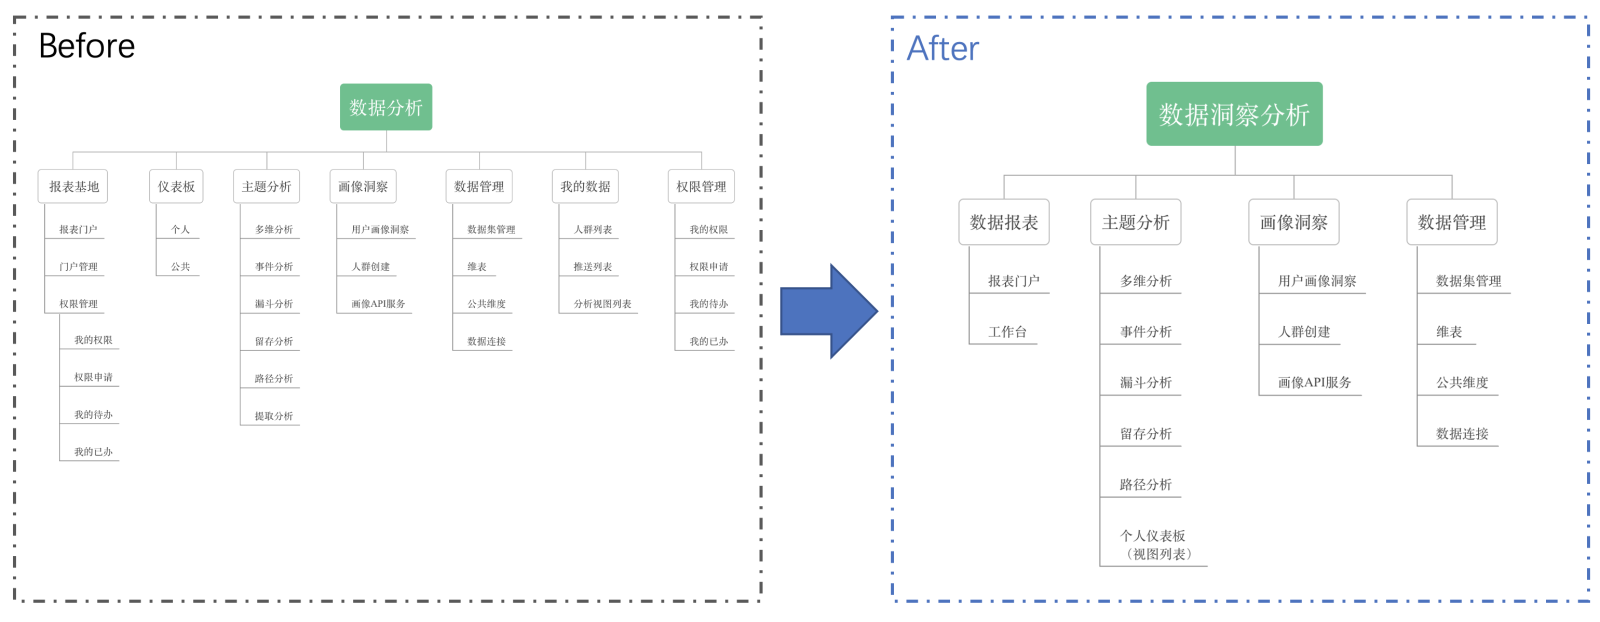 Before
数据分析
报表基地
报表门户
门户管理
权限管理
我的权限
权限申请
我的待办
我的已办
仪表板
个人
公共
主题分析
多维分析
事件分析
漏斗分析
留存分析
路径分析
提取分析
画像洞察
用户画像洞察
人群创建
画像API服务
数据管理
数据集管理
维表
公共维度
数据连接
我的数据
人群列表
推送列表
分析视图列表
权限管理
我的权限
权限申请
我的待办
我的已办
After
数据洞察分析
数据报表
报表门户
工作台
主题分析
多维分析
事件分析
漏斗分析
留存分析
路径分析
个人仪表板
（视图列表）
画像洞察
用户画像洞察
人群创建
画像API服务
数据管理
数据集管理
维表
公共维度
数据连接